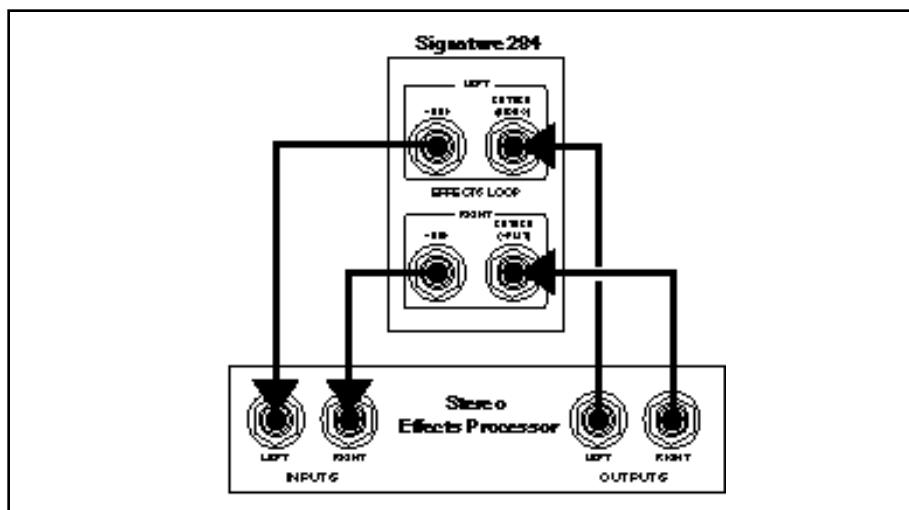 Signature 284
LEFT
EFFECTS LOOP
RIGHT
Stereo
Effects Processor
LEFT
RIGHT
LEFT
RIGHT
INPUTS
OUTPUTS